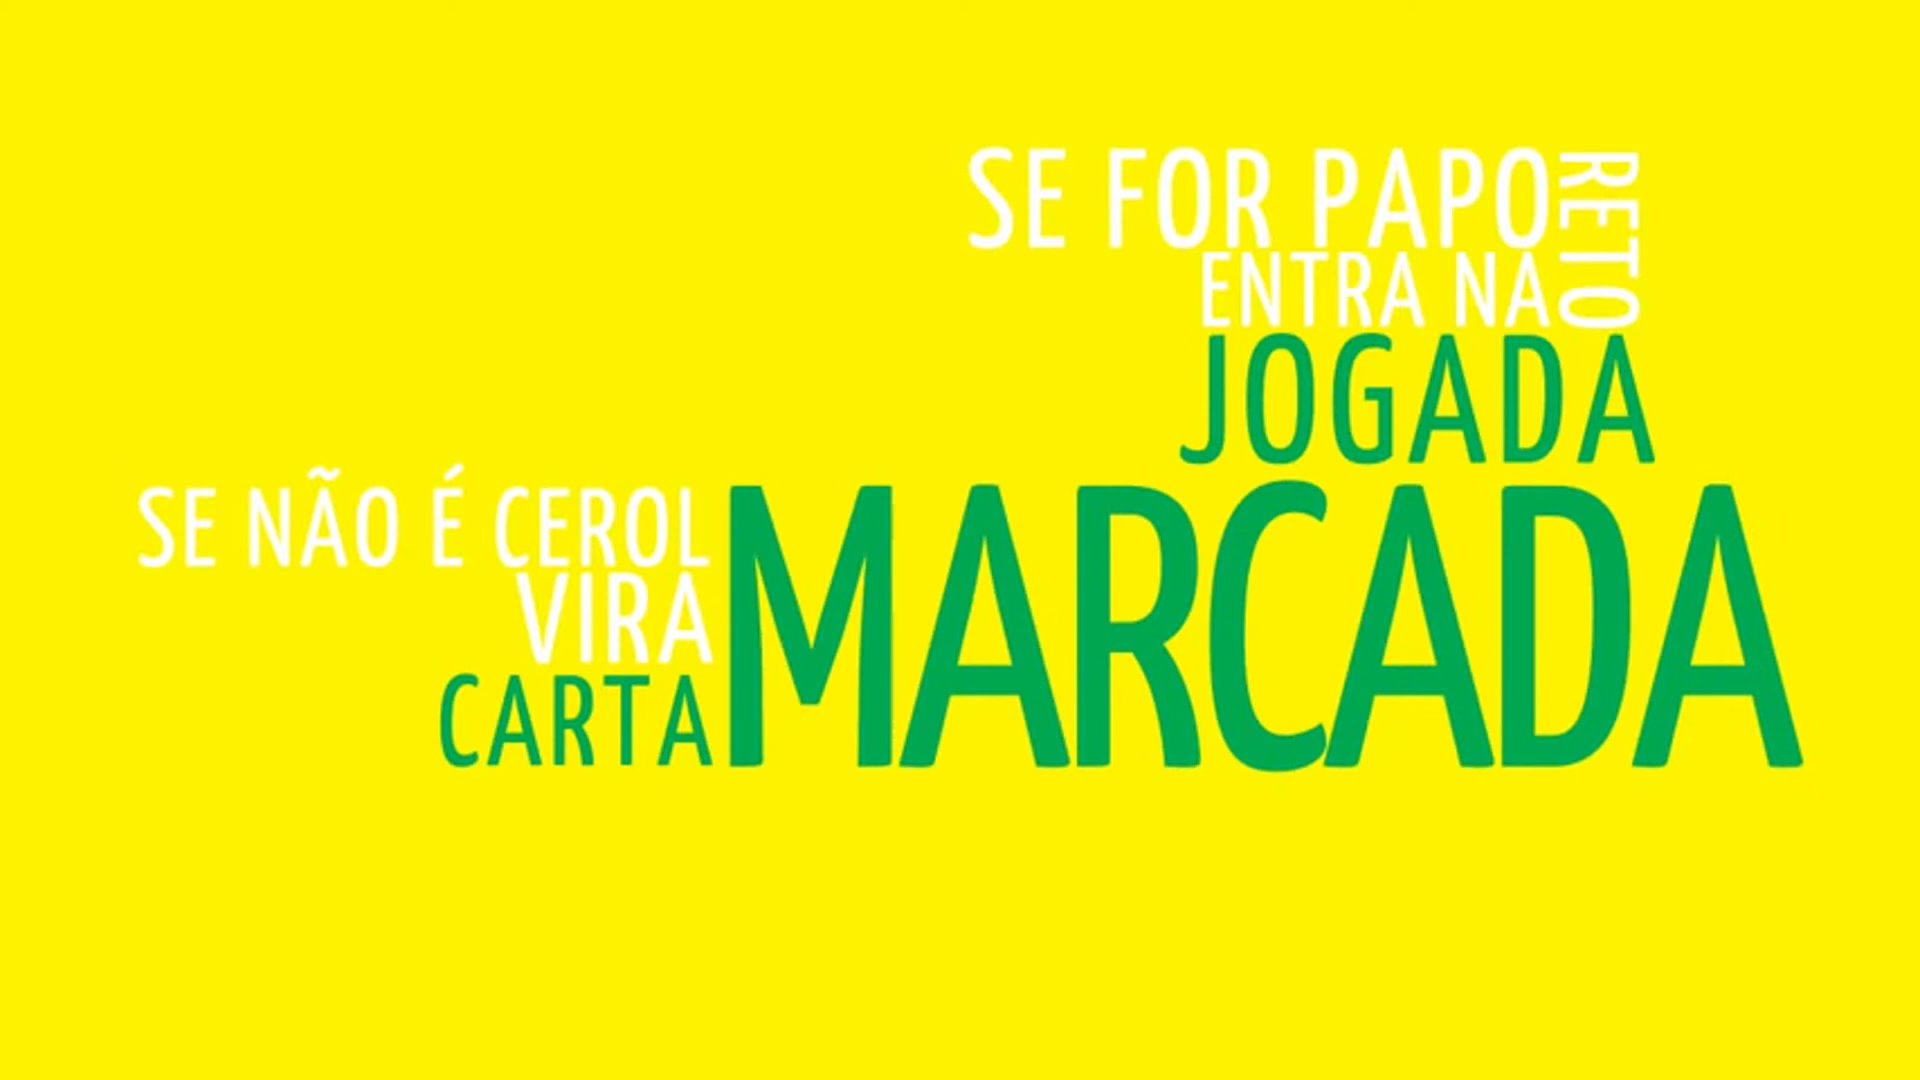 SE FOR PAPO RETO
ENTRA NA
JOGADA
SE NÃO É CEROL
VIRA
CARTA MARCADA